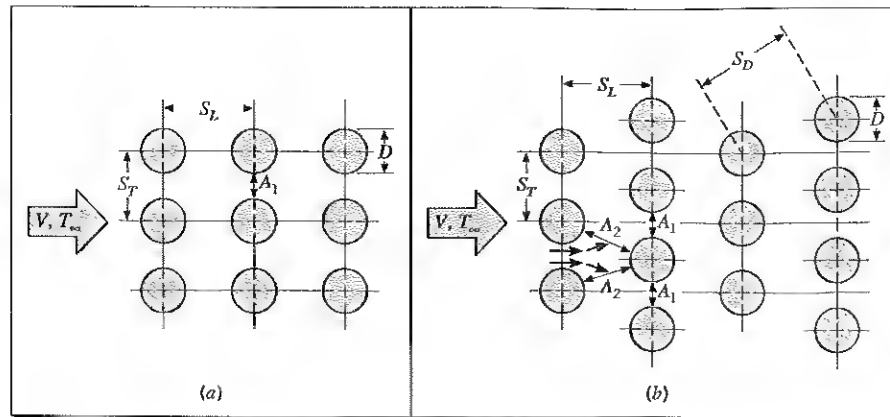 S_L
D
S_T
A_1
V, T_∞
(a)
S_D
S_L
D
S_T
A_2
A_1
V, T_∞
A_2
A_1
(b)